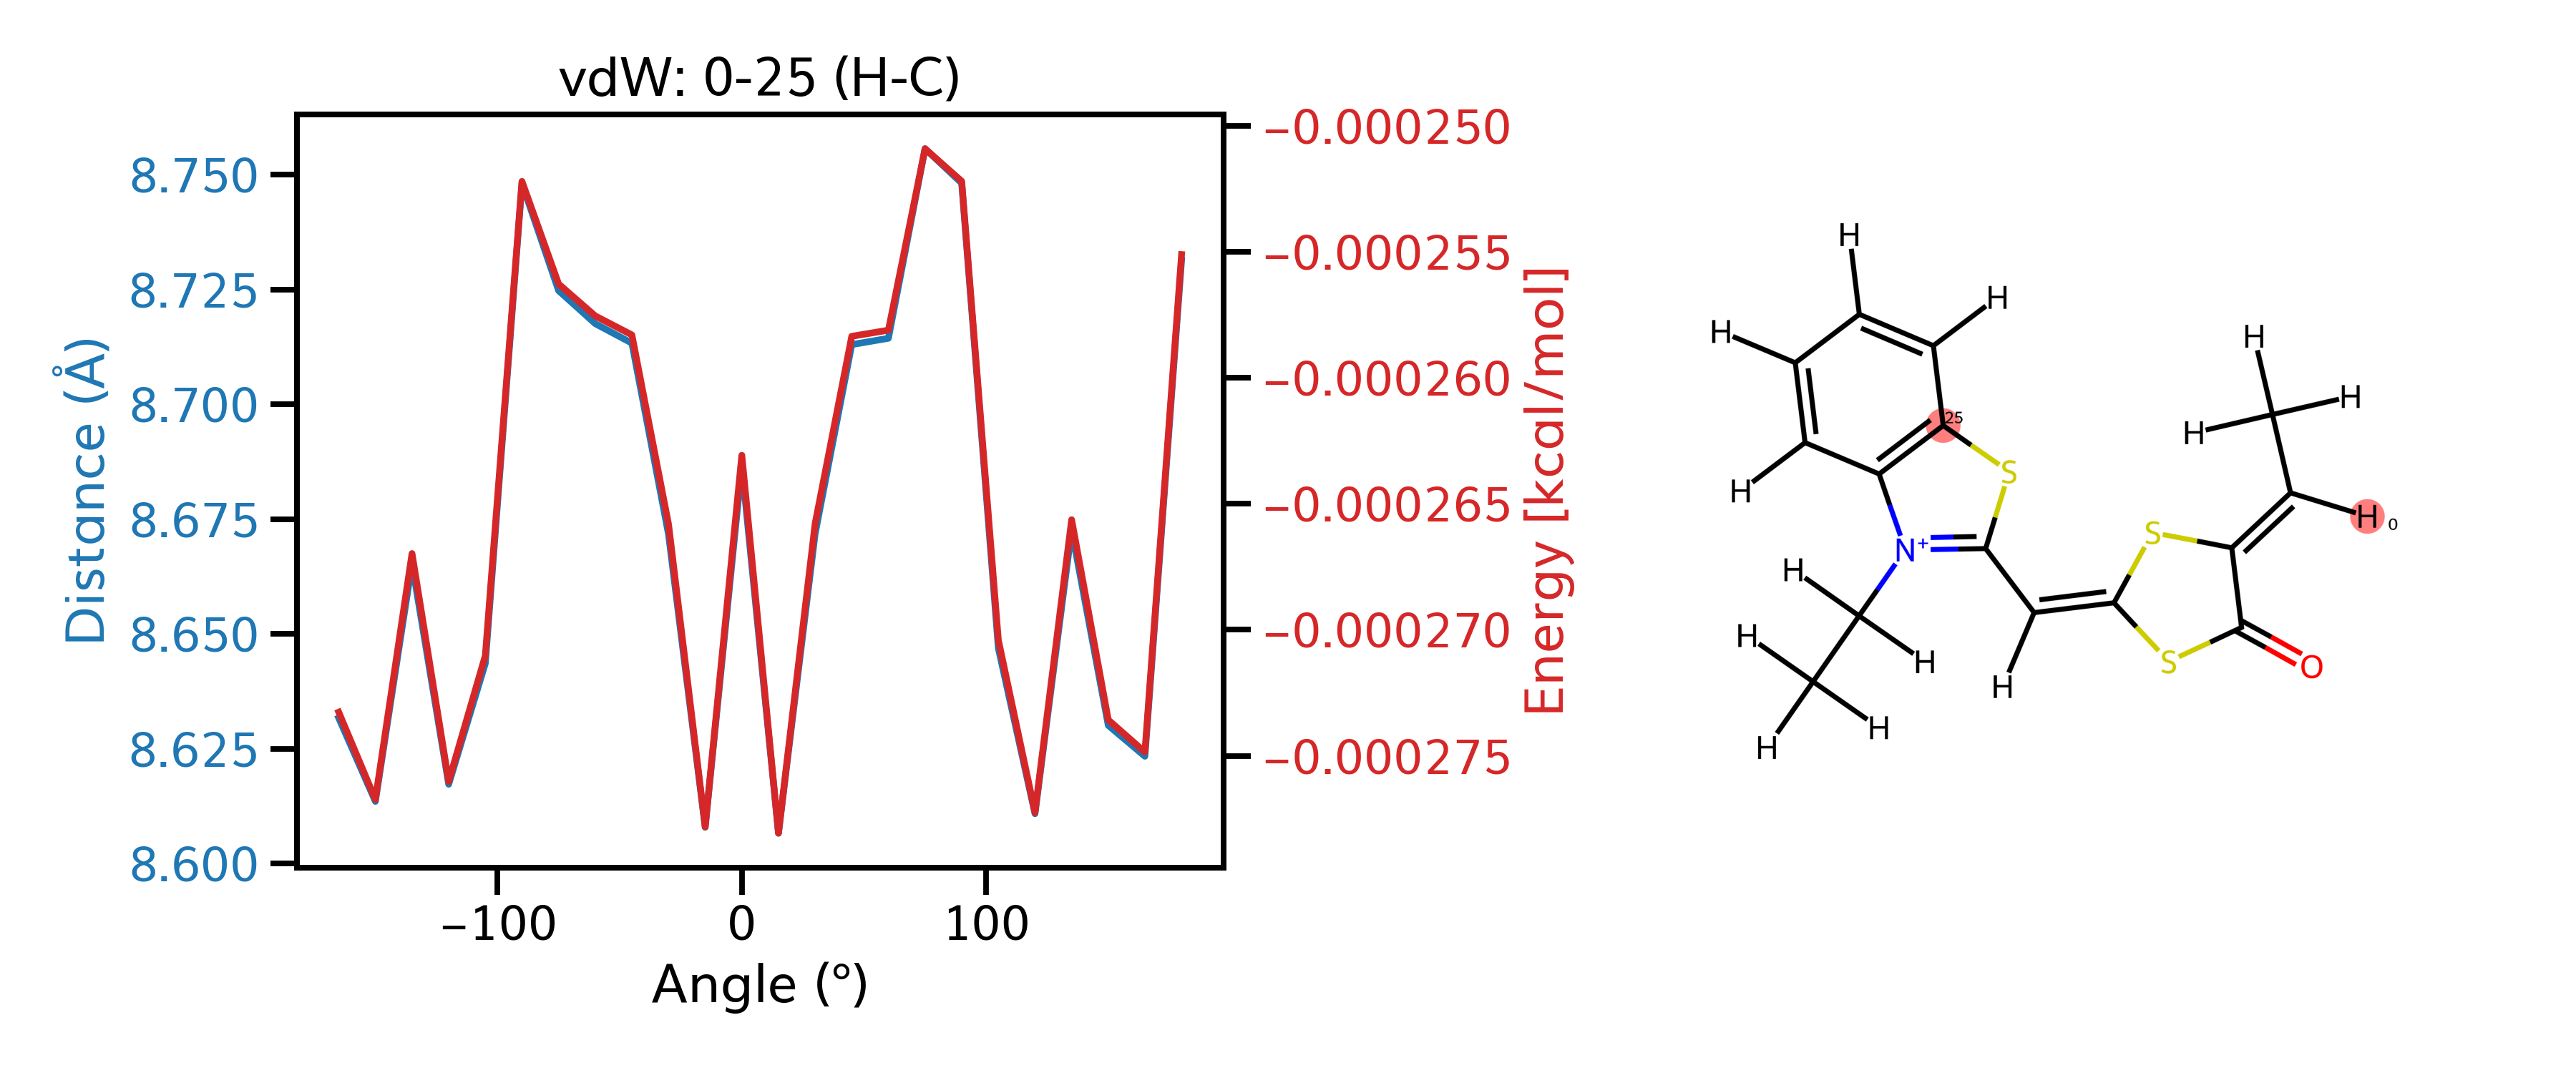 vdW: 0-25 (H-C)
8.750
8.725
8.700
8.675
8.650
8.625
8.600
Distance (Å)
−100
0
100
Angle (°)
−0.000250
−0.000255
−0.000260
−0.000265
−0.000270
−0.000275
Energy [kcal/mol]
H
H
H
H
H
H
H
25
S
H
N⁺
S
H 0
H
H
H
S
O
H
H
H